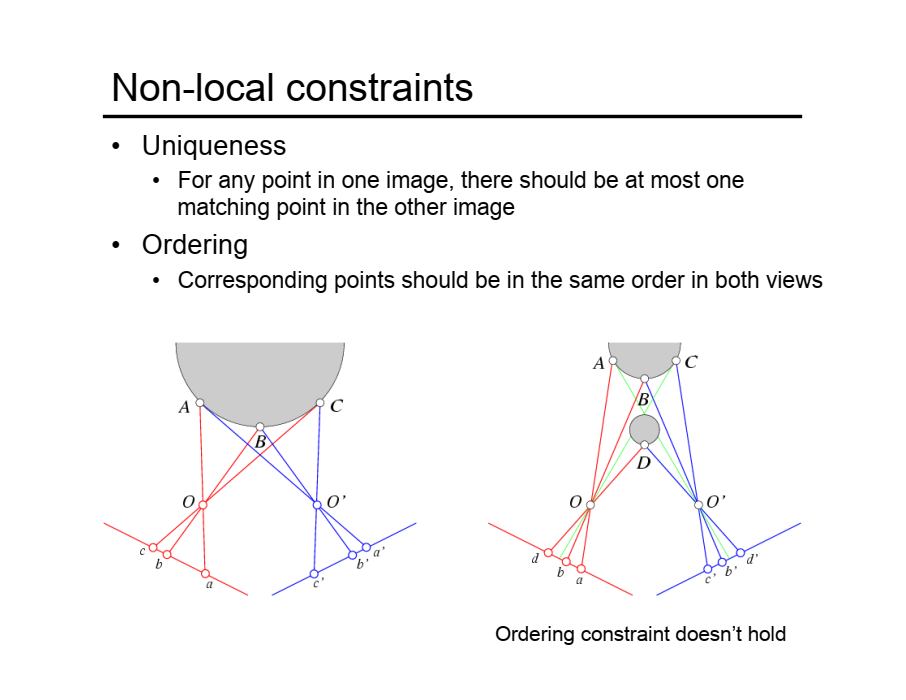 Non-local constraints
• Uniqueness
• For any point in one image, there should be at most one
matching point in the other image
• Ordering
• Corresponding points should be in the same order in both views
A
B
C
O
O'
c
b
a
c'
b'
a'
A
B
C
D
O
O'
d
b
a
c'
b'
d'
Ordering constraint doesn't hold